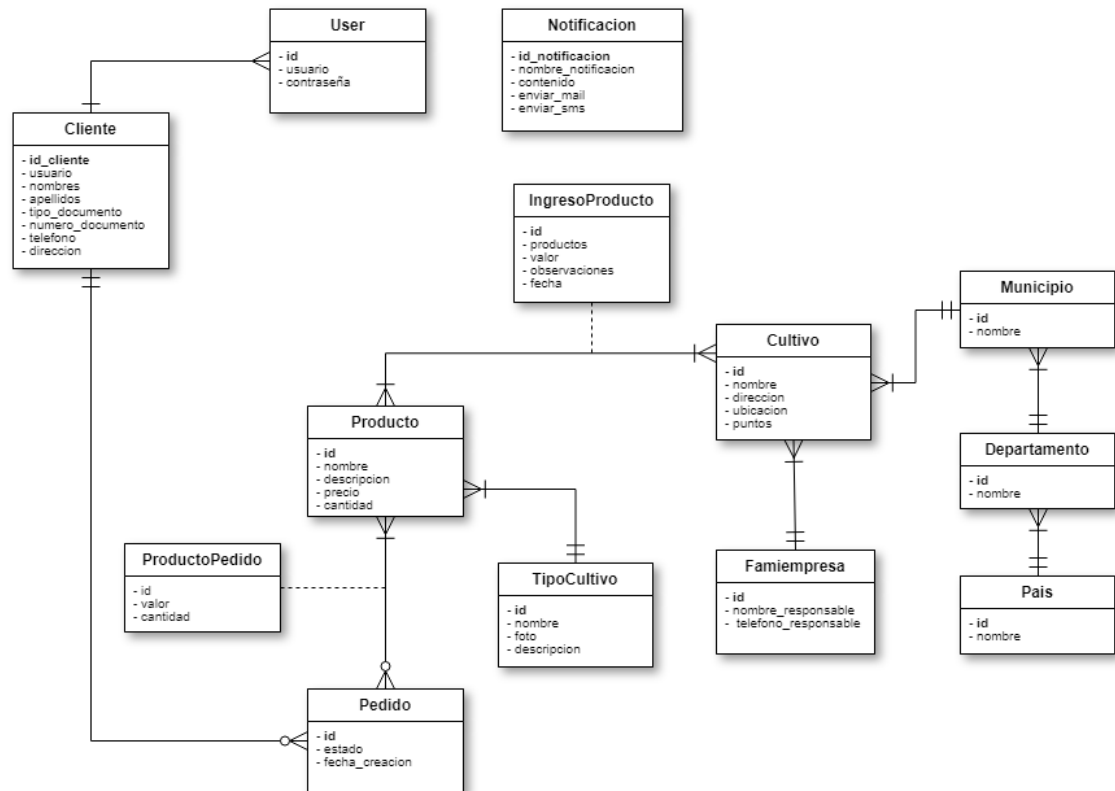 User
- id
- usuario
- contraseña
Notificacion
- id_notificacion
- nombre_notificacion
- contenido
- enviar_mail
- enviar_sms
Cliente
- id_cliente
- usuario
- nombres
- apellidos
- tipo_documento
- numero_documento
- telefono
- direccion
IngresoProducto
- id
- productos
- valor
- observaciones
- fecha
Municipio
- id
- nombre
Cultivo
- id
- nombre
- direccion
- ubicacion
- puntos
Producto
- id
- nombre
- descripcion
- precio
- cantidad
Departamento
- id
- nombre
ProductoPedido
- id
- valor
- cantidad
TipoCultivo
- id
- nombre
- foto
- descripcion
Famiempresa
- id
- nombre_responsable
- telefono_responsable
Pais
- id
- nombre
Pedido
- id
- estado
- fecha_creacion